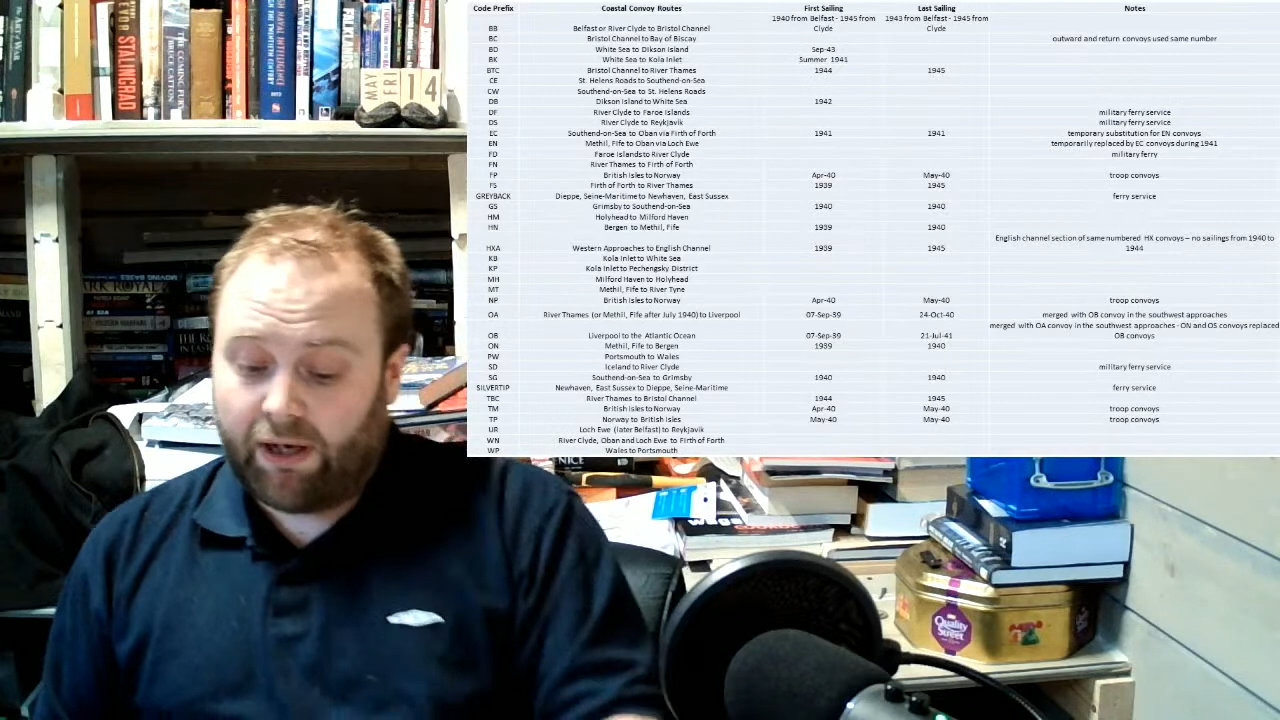 Code Prefix Coastal Convoy Routes First Sailing Last Sailing Notes
1940 from Belfast - 1945 from 1943 from Belfast - 1945 from
BB Belfast or River Clyde to Bristol Channel Clyde Clyde
BC Bristol Channel to Bay of Biscay outward and return convoys used same number
BD White Sea to Dikson Island Sep-43
BK White Sea to Kola Inlet Summer 1941
BTC Bristol Channel to River Thames 1944 1945
CE St. Helens Roads to Southend-on-Sea
CW Southend-on-Sea to St. Helens Roads
DB Dikson Island to White Sea 1942
DF River Clyde to Faroe Islands military ferry service
DS River Clyde to Reykjavik military ferry service
EC Southend-on-Sea to Oban via Firth of Forth 1941 1941 temporary substitution for EN convoys
EN Methil, Fife to Oban via Loch Ewe temporarily replaced by EC convoys during 1941
FD Faroe Islands to River Clyde military ferry
FN River Thames to Firth of Forth
FP British Isles to Norway Apr-40 May-40 troop convoys
FS Firth of Forth to River Thames 1939 1945
GREYBACK Dieppe, Seine-Maritime to Newhaven, East Sussex ferry service
GS Grimsby to Southend-on-Sea 1940 1940
HM Holyhead to Milford Haven
HN Bergen to Methil, Fife 1939 1940
English channel section of same numbered HX convoys – no sailings from 1940 to
HXA Western Approaches to English Channel 1939 1945 1944
KB Kola Inlet to White Sea
KP Kola Inlet to Pechengsky District
MH Milford Haven to Holyhead
MT Methil, Fife to River Tyne
NP British Isles to Norway Apr-40 May-40 troop convoys
OA River Thames (or Methil, Fife after July 1940) to Liverpool 07-Sep-39 24-Oct-40 merged with OB convoy in the southwest approaches
merged with OA convoy in the southwest approaches - ON and OS convoys replaced
OB Liverpool to the Atlantic Ocean 07-Sep-39 21-Jul-41 OB convoys
ON Methil, Fife to Bergen 1939 1940
PW Portsmouth to Wales
SD Iceland to River Clyde military ferry service
SG Southend-on-Sea to Grimsby 1940 1940
SILVERTIP Newhaven, East Sussex to Dieppe, Seine-Maritime ferry service
TBC River Thames to Bristol Channel 1944 1945
TM British Isles to Norway Apr-40 May-40 troop convoys
TP Norway to British Isles May-40 May-40 troop convoys
UR Loch Ewe (later Belfast) to Reykjavik
WN River Clyde, Oban and Loch Ewe to Firth of Forth
WP Wales to Portsmouth
STALINGRAD
THE COMING FURY
BRUCE CATTON
FALKLANDS
MAY
FRI
14
ARK ROYAL
AT SEA
MODERN WARFARE
Quality
Street